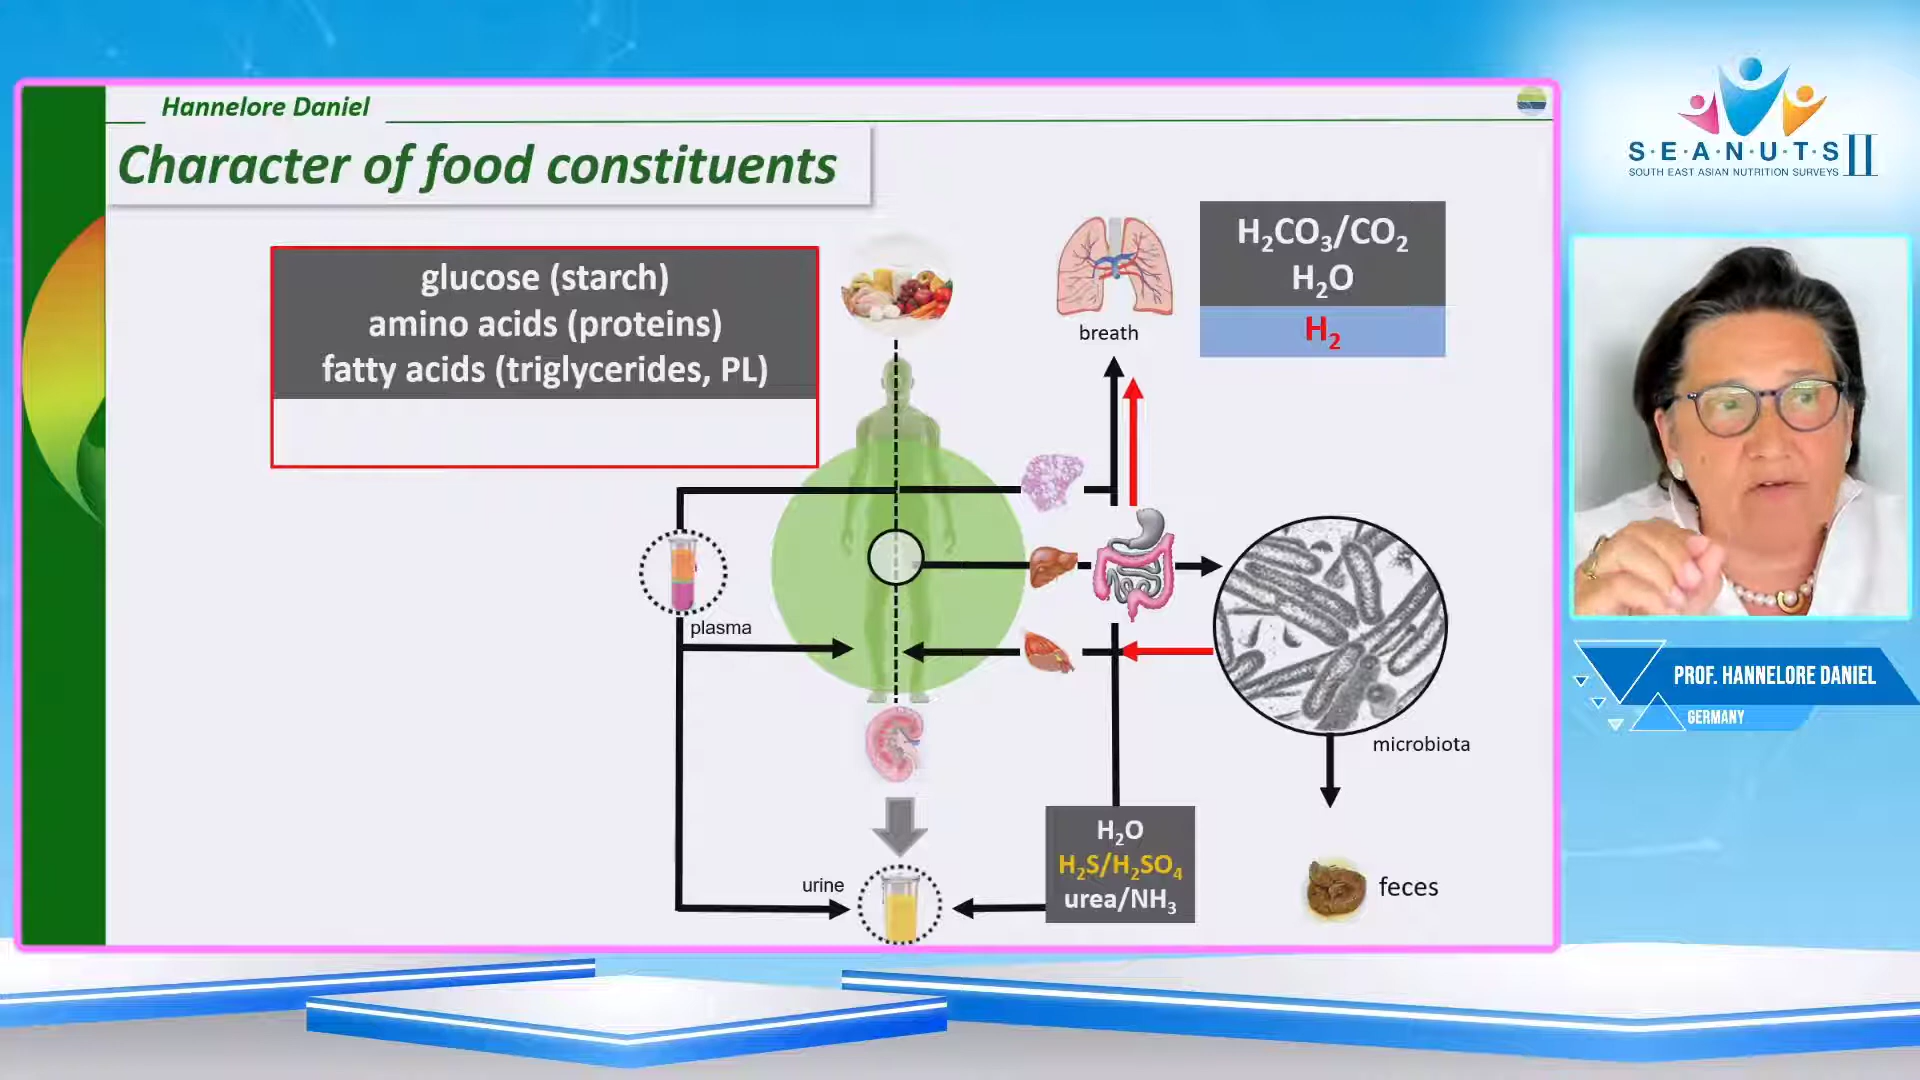 Hannelore Daniel
Character of food constituents
glucose (starch)
amino acids (proteins)
fatty acids (triglycerides, PL)
breath
H₂CO₃/CO₂
H₂O
H₂
plasma
microbiota
H₂O
H₂S/H₂SO₄
urea/NH₃
urine
feces
S·E·A·N·U·T·S II
SOUTH EAST ASIAN NUTRITION SURVEYS
PROF. HANNELORE DANIEL
GERMANY